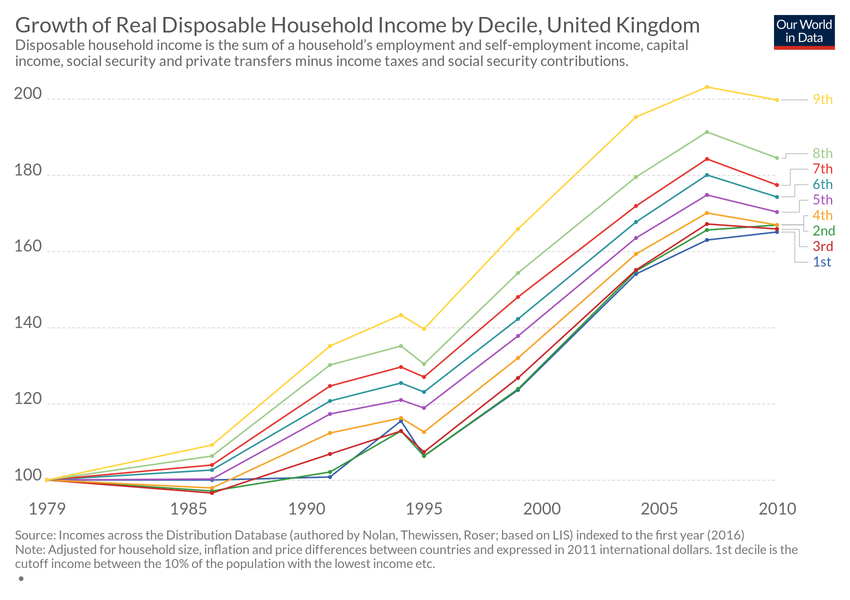 Growth of Real Disposable Household Income by Decile, United Kingdom
Our World
in Data
Disposable household income is the sum of a household's employment and self-employment income, capital
income, social security and private transfers minus income taxes and social security contributions.
200
180
160
140
120
100
9th
8th
7th
6th
5th
4th
2nd
3rd
1st
1979
1985
1990
1995
2000
2005
2010
Source: Incomes across the Distribution Database (authored by Nolan, Thewissen, Roser; based on LIS) indexed to the first year (2016)
Note: Adjusted for household size, inflation and price differences between countries and expressed in 2011 international dollars. 1st decile is the
cutoff income between the 10% of the population with the lowest income etc.
•